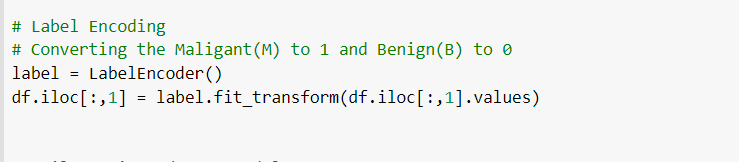 # Label Encoding
# Converting the Maligant(M) to 1 and Benign(B) to 0
label = LabelEncoder()
df.iloc[:,1] = label.fit_transform(df.iloc[:,1].values)